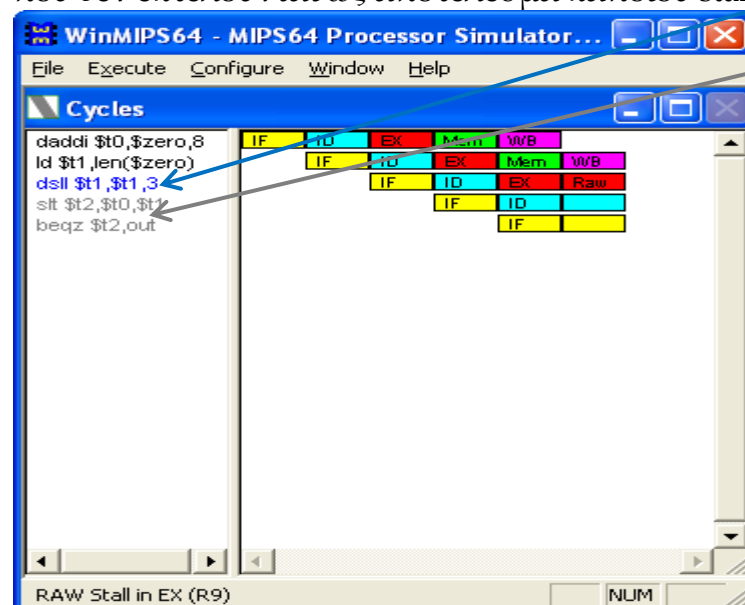 WinMIPS64 - MIPS64 Processor Simulator...
File Execute Configure Window Help
Cycles
daddi $t0,$zero,8 IF ID EX Mem WB
ld $t1,len($zero) IF ID EX Mem WB
dsll $t1,$t1,3 IF ID EX Raw
slt $t2,$t0,$t1 IF ID
beqz $t2,out IF
RAW Stall in EX (R9) NUM